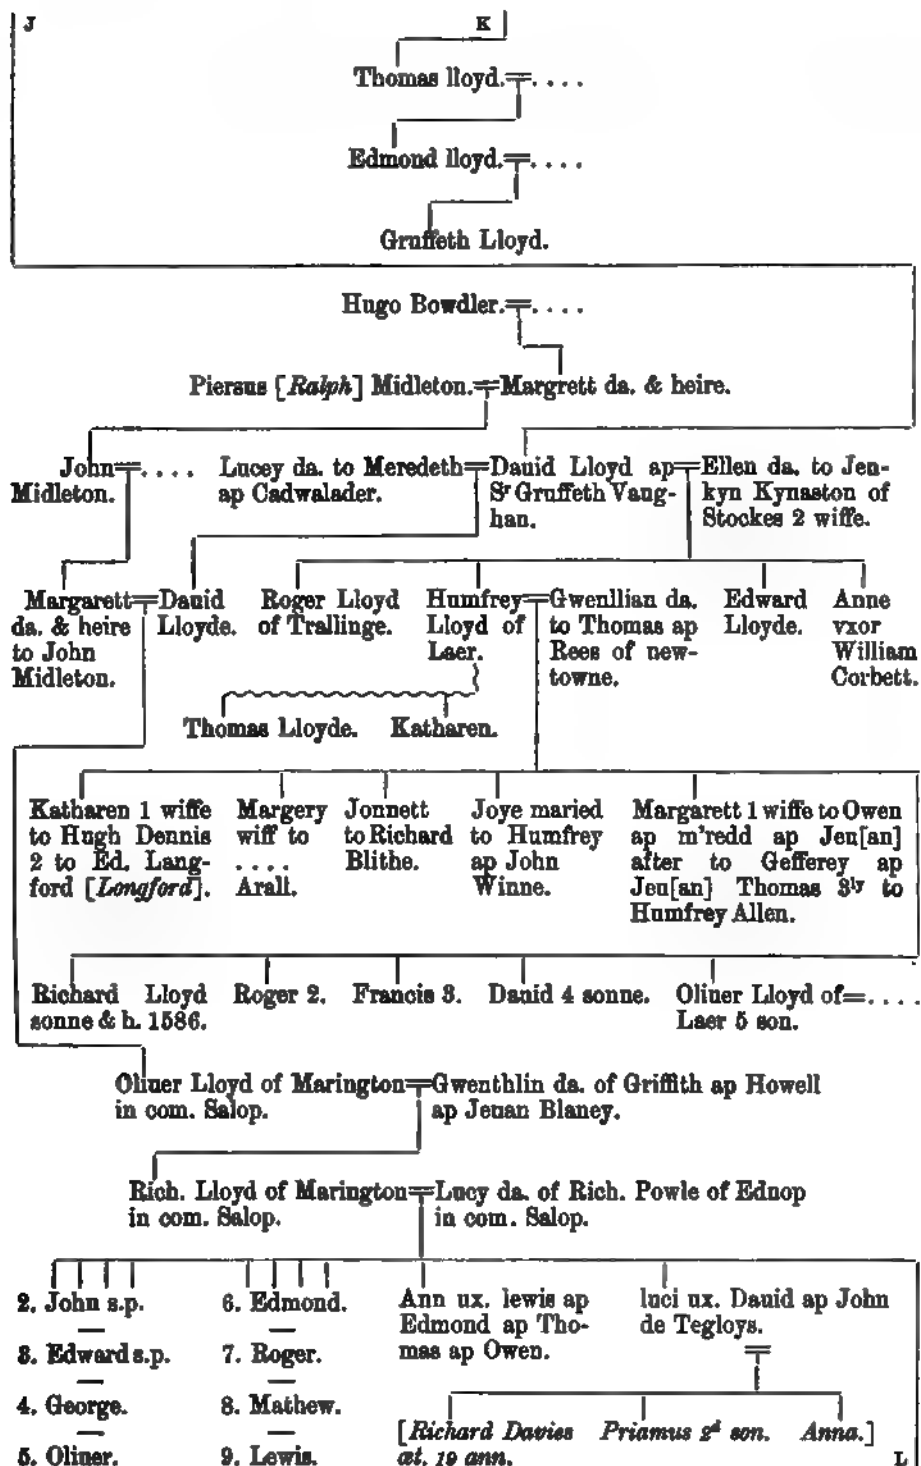 J K
Thomas lloyd.=....
Edmond lloyd.=....
Gruffeth Lloyd.
Hugo Bowdler.=....
Piersus [Ralph] Midleton.=Margrett da. & heire.
John=....
Midleton.
Lucey da. to Meredeth=
ap Cadwalader.
Dauid Lloyd ap=
Sr Gruffeth Vaug-
han.
Ellen da. to Jen-
kyn Kynaston of
Stockes 2 wiffe.
Margarett=
da. & heire
to John
Midleton.
Dauid
Lloyde.
Roger Lloyd
of Trallinge.
Humfrey=
Lloyd of
Laer.
Gwenllian da.
to Thomas ap
Rees of new-
towne.
Edward
Lloyde.
Anne
vxor
William
Corbett.
Thomas Lloyde. Katharen.
Katharen 1 wiffe
to Hugh Dennis
2 to Ed. Lang-
ford [Longford].
Margery
wiff to
....
Arali.
Jonnett
to Richard
Blithe.
Joye maried
to Humfrey
ap John
Winne.
Margarett 1 wiffe to Owen
ap m'redd ap Jeu[an]
after to Gefferey ap
Jeu[an] Thomas 3ly to
Humfrey Allen.
Richard Lloyd
sonne & h. 1586.
Roger 2. Francis 3. Dauid 4 sonne.
Oliuer Lloyd of=....
Laer 5 son.
Oliuer Lloyd of Marington=
in com. Salop.
Gwenthlin da. of Griffith ap Howell
ap Jeuan Blaney.
Rich. Lloyd of Marington=
in com. Salop.
Lucy da. of Rich. Powle of Ednop
in com. Salop.
2. John s.p.
3. Edward s.p.
4. George.
5. Oliuer.
6. Edmond.
7. Roger.
8. Mathew.
9. Lewis.
Ann ux. lewis ap
Edmond ap Tho-
mas ap Owen.
luci ux. Dauid ap John
de Tegloys.
=
[Richard Davies
æt. 19 ann.
Priamus 2d son. Anna.]
L